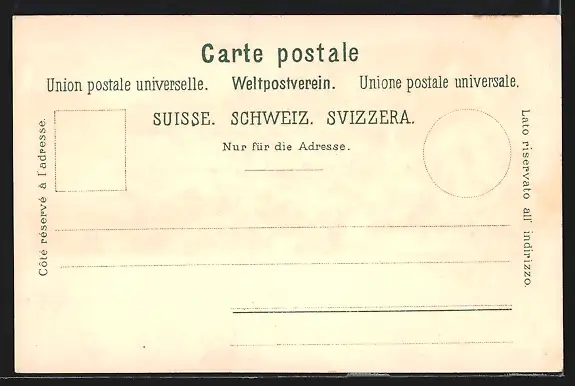 Carte postale
Union postale universelle. Weltpostverein. Unione postale universale.
SUISSE. SCHWEIZ. SVIZZERA.
Nur für die Adresse.
Côté réservé à l'adresse.
Lato riservato all' indirizzo.